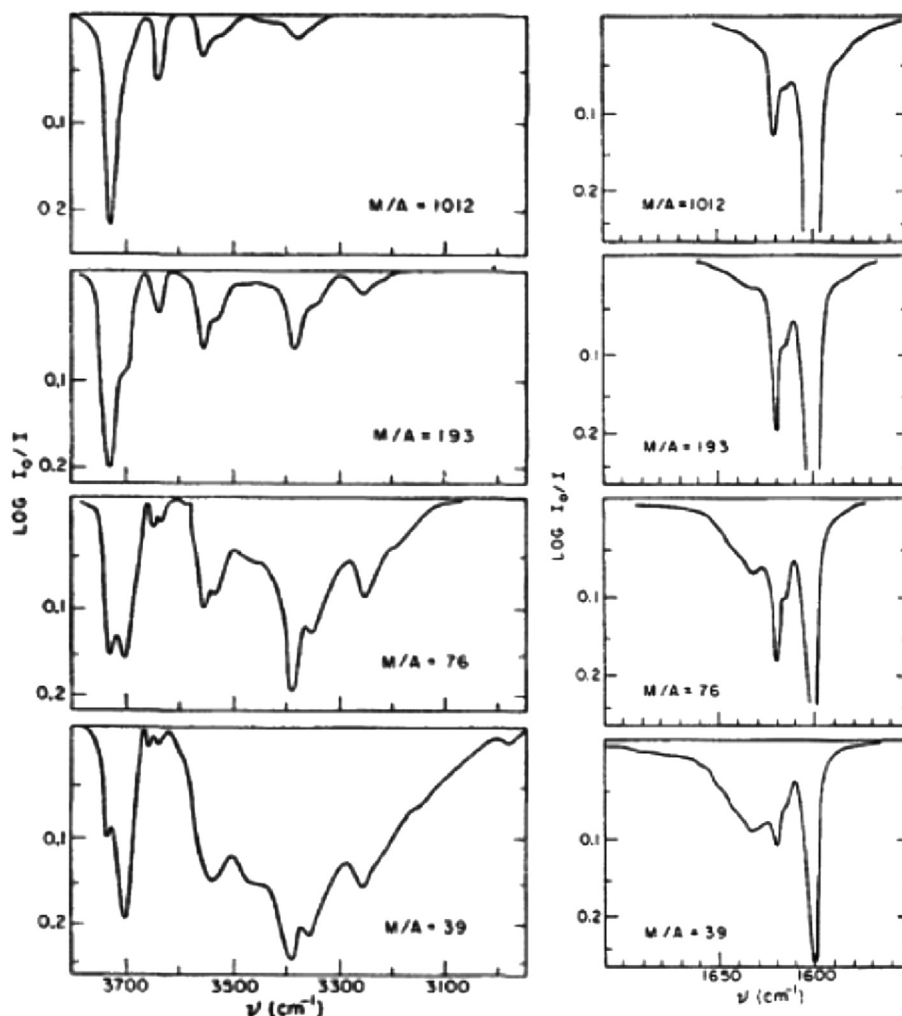 0.1
0.2
M/A = 1012
0.1
0.2
M/A = 1012
0.1
0.2
M/A = 193
0.1
0.2
M/A = 193
LOG I₀/I
LOG I₀/I
0.1
0.2
M/A = 76
0.1
0.2
M/A = 76
0.1
0.2
M/A = 39
0.1
0.2
M/A = 39
3700 3500 3300 3100
ν (cm⁻¹)
1650 1600
ν (cm⁻¹)